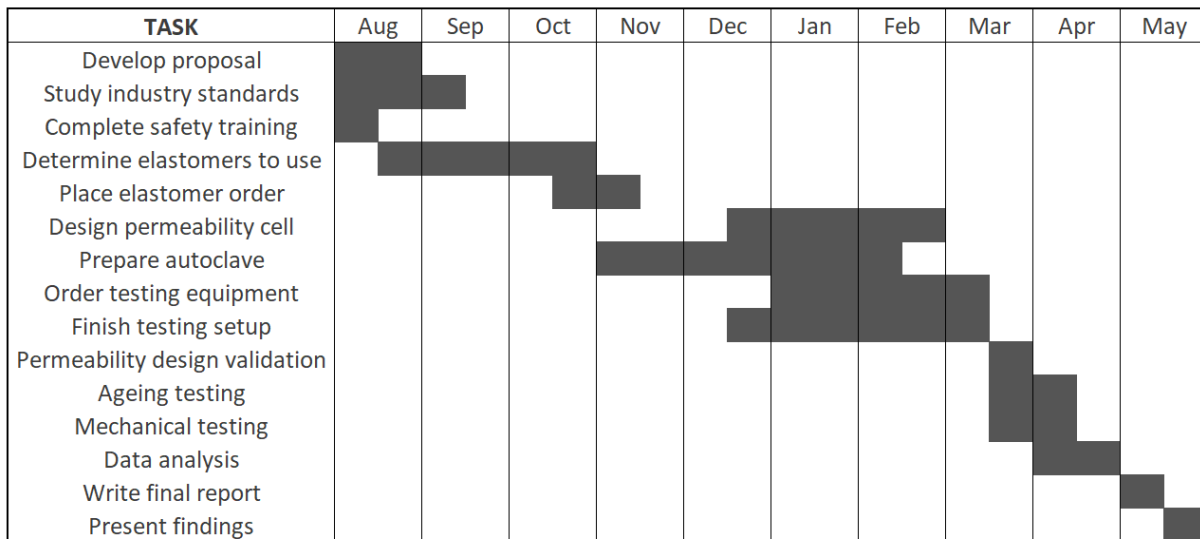 TASK Aug Sep Oct Nov Dec Jan Feb Mar Apr May
Develop proposal
Study industry standards
Complete safety training
Determine elastomers to use
Place elastomer order
Design permeability cell
Prepare autoclave
Order testing equipment
Finish testing setup
Permeability design validation
Ageing testing
Mechanical testing
Data analysis
Write final report
Present findings